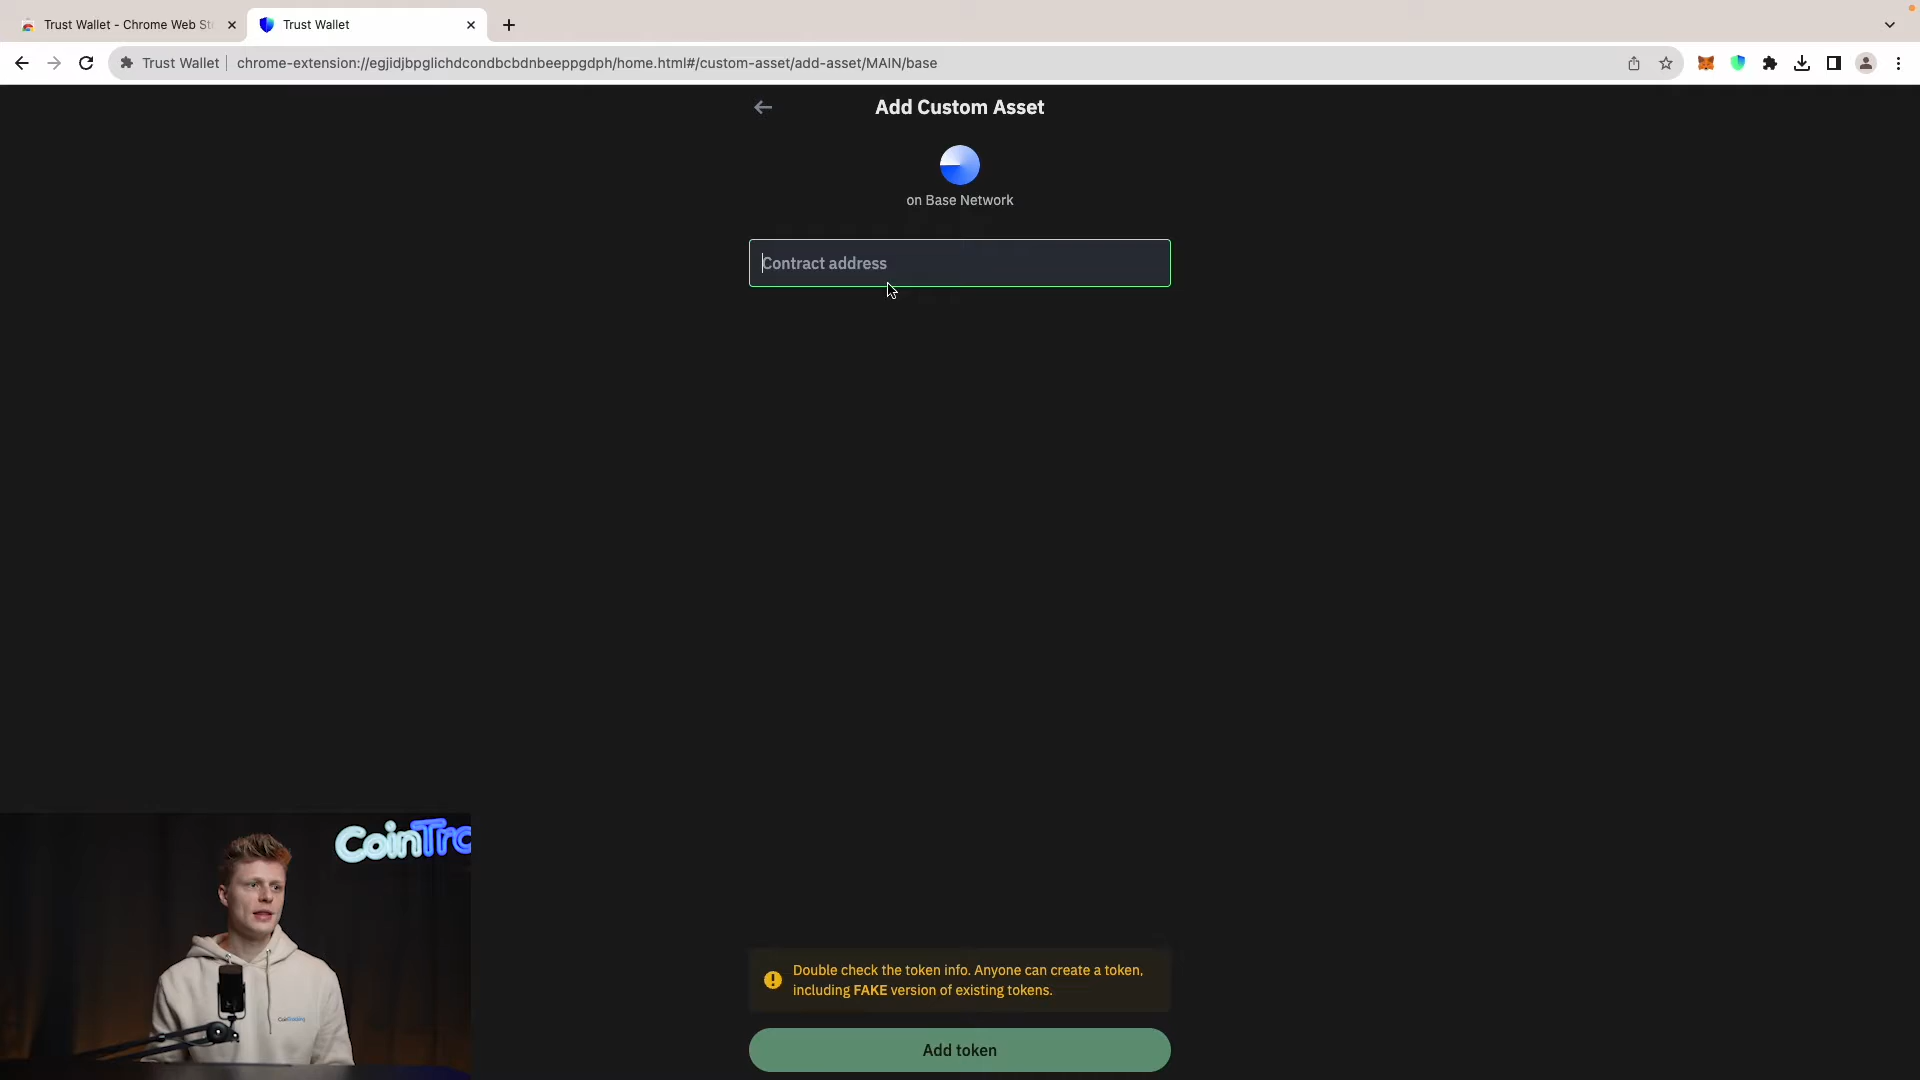 Trust Wallet - Chrome Web St
Trust Wallet
Trust Wallet
chrome-extension://egjidjbpglichdcondbcbdnbeeppgdph/home.html#/custom-asset/add-asset/MAIN/base
Add Custom Asset
on Base Network
Contract address
CoinTra
Double check the token info. Anyone can create a token,
including FAKE version of existing tokens.
Add token